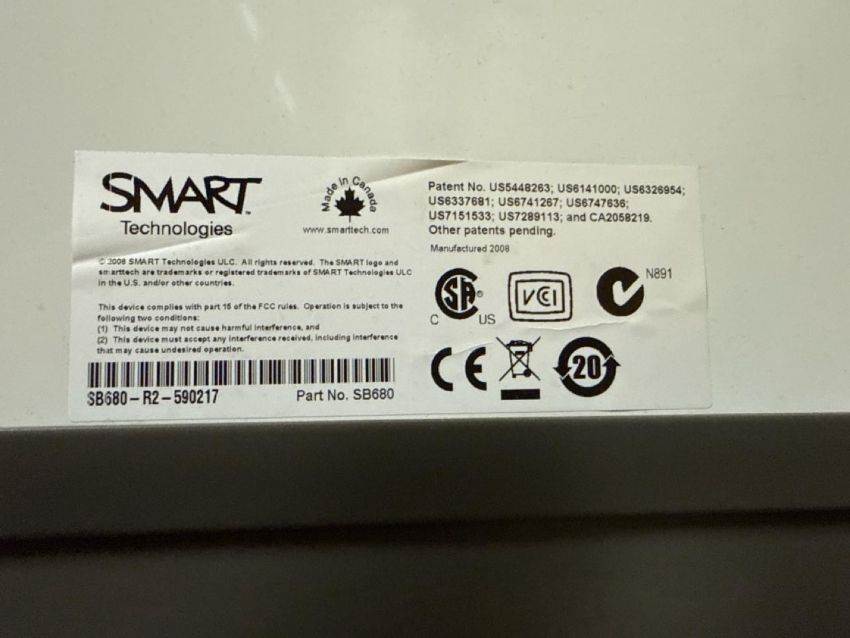 SMART™
Technologies
Made in Canada
www.smarttech.com
© 2008 SMART Technologies ULC. All rights reserved. The SMART logo and
smarttech are trademarks or registered trademarks of SMART Technologies ULC
in the U.S. and/or other countries.
This device complies with part 15 of the FCC rules. Operation is subject to the
following two conditions:
(1) This device may not cause harmful interference, and
(2) This device must accept any interference received, including interference
that may cause undesired operation.
SB680-R2-590217
Part No. SB680
Patent No. US5448263; US6141000; US6326954;
US6337681; US6741267; US6747636;
US7151533; US7289113; and CA2058219.
Other patents pending.
Manufactured 2008
SA®
C US
VCI
N891
CE
20